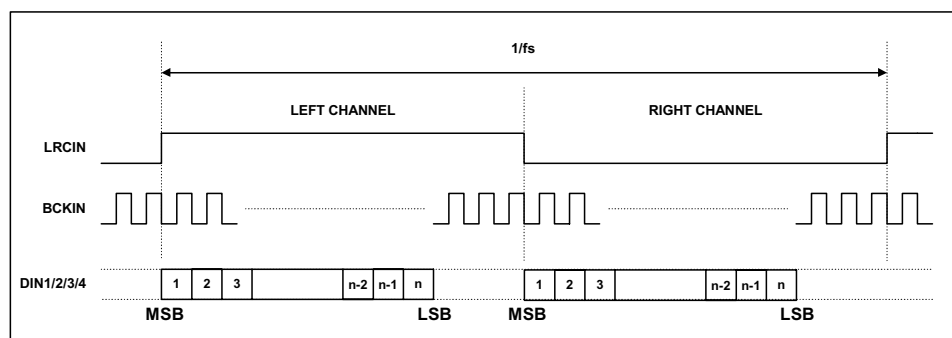 1/fs
LEFT CHANNEL RIGHT CHANNEL
LRCIN
BCKIN
DIN1/2/3/4 1 2 3 n-2 n-1 n 1 2 3 n-2 n-1 n
MSB LSB MSB LSB